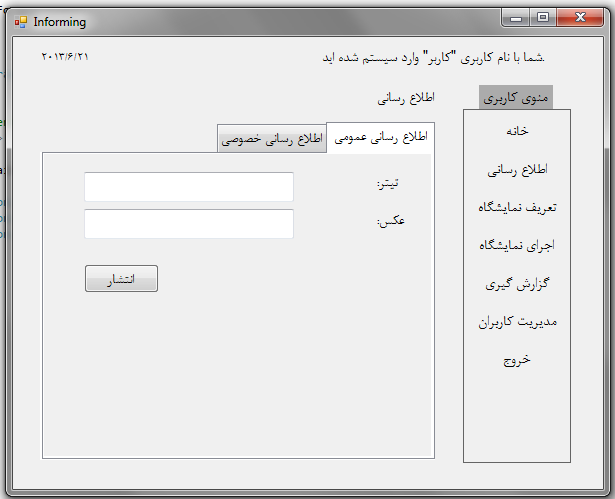 Informing
شما با نام کاربری "کاربر" وارد سیستم شده اید.
۲۰۱۳/۶/۲۱
منوی کاربری
خانه
اطلاع رسانی
تعریف نمایشگاه
اجرای نمایشگاه
گزارش گیری
مدیریت کاربران
خروج
اطلاع رسانی
اطلاع رسانی عمومی
اطلاع رسانی خصوصی
تیتر:
عکس:
انتشار